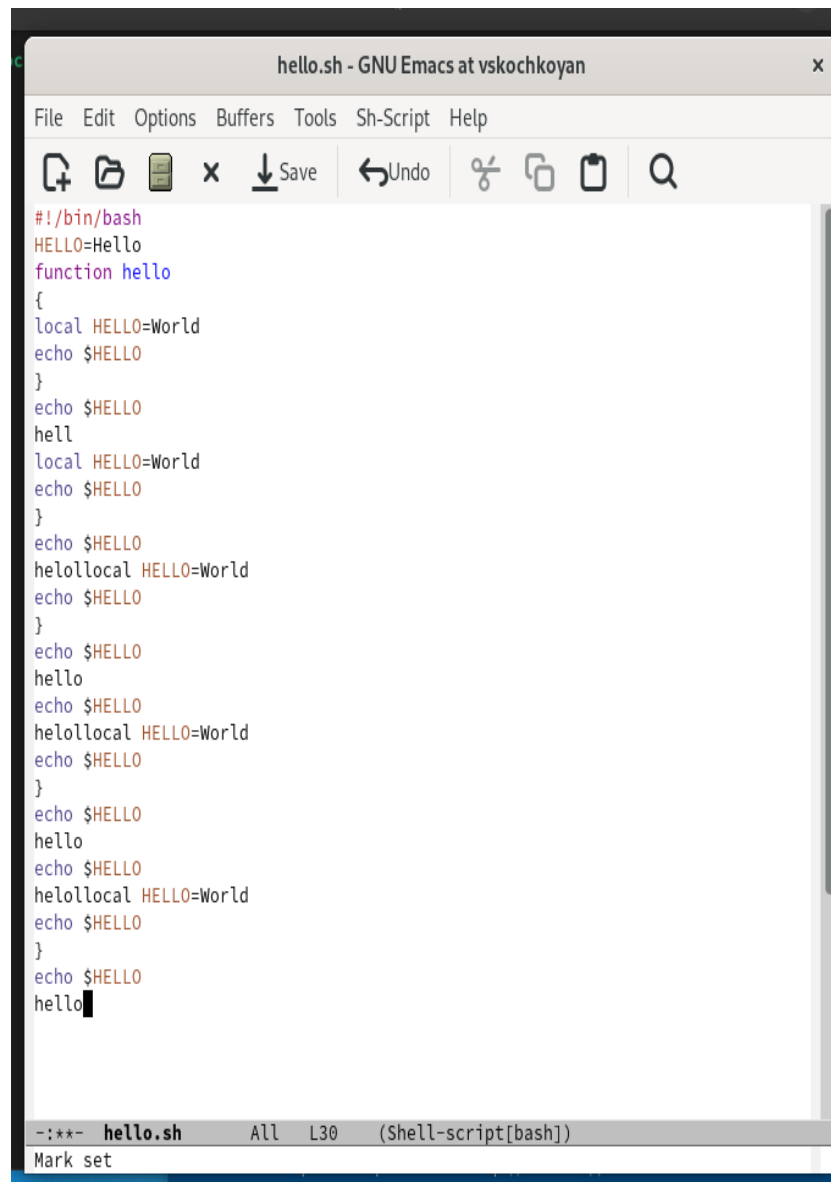 hello.sh - GNU Emacs at vskochkoyan
File Edit Options Buffers Tools Sh-Script Help
Save Undo
#!/bin/bash
HELLO=Hello
function hello
{
local HELLO=World
echo $HELLO
}
echo $HELLO
hell
local HELLO=World
echo $HELLO
}
echo $HELLO
helollocal HELLO=World
echo $HELLO
}
echo $HELLO
hello
echo $HELLO
helollocal HELLO=World
echo $HELLO
}
echo $HELLO
hello
echo $HELLO
helollocal HELLO=World
echo $HELLO
}
echo $HELLO
hello
-:**- hello.sh All L30 (Shell-script[bash])
Mark set